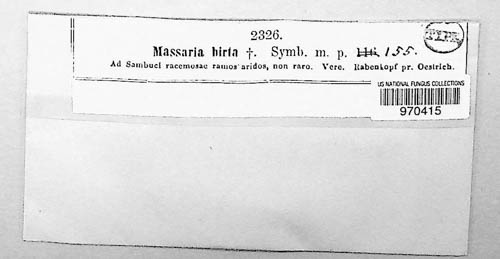 2326.
Massaria hirta †. Symb. m. p. 155.
Ad Sambuci racemosae ramos aridos, non raro. Vere. Rabenkopf pr. Oestrich.
TYPE
US NATIONAL FUNGUS COLLECTIONS
970415